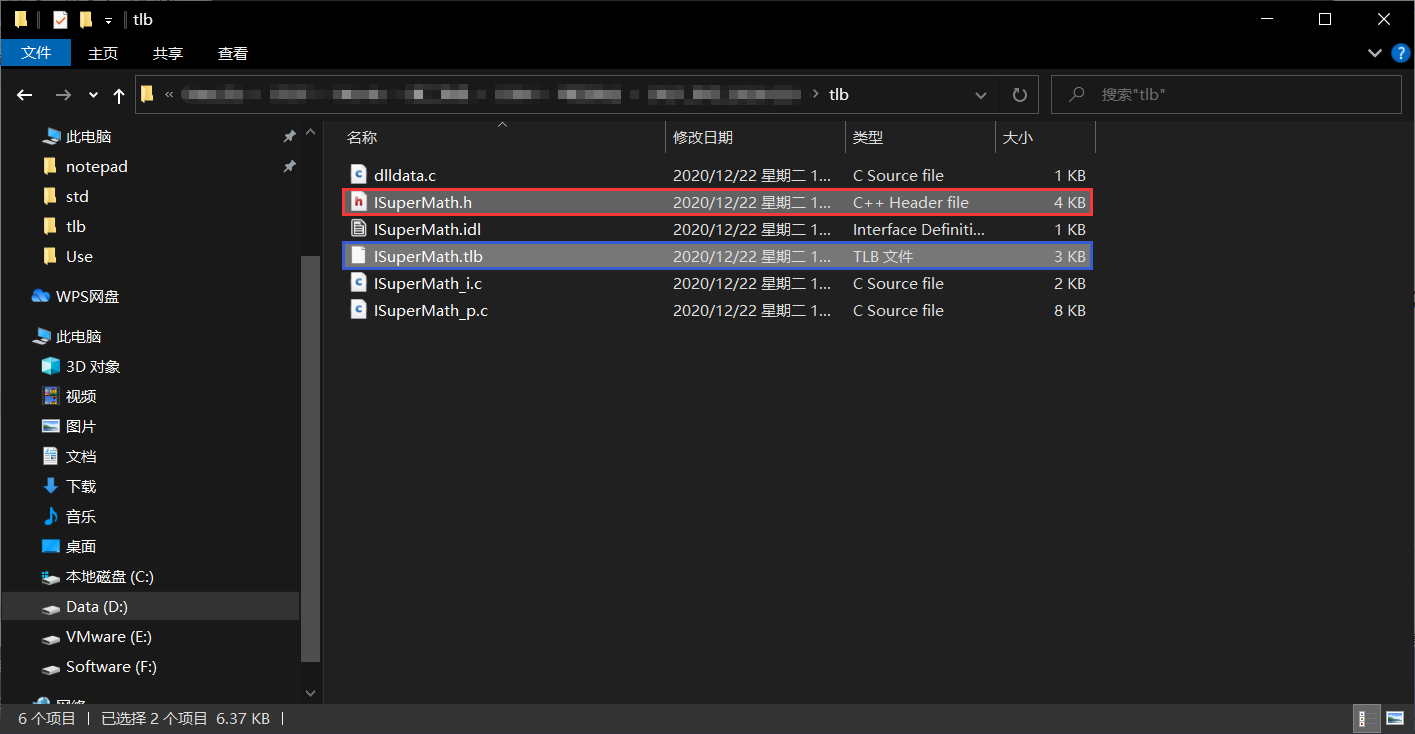 tlb
文件 主页 共享 查看 ?
« > tlb 搜索"tlb"
此电脑
notepad
std
tlb
Use
WPS网盘
此电脑
3D 对象
视频
图片
文档
下载
音乐
桌面
本地磁盘 (C:)
Data (D:)
VMware (E:)
Software (F:)
网络
名称 修改日期 类型 大小
dlldata.c 2020/12/22 星期二 1... C Source file 1 KB
ISuperMath.h 2020/12/22 星期二 1... C++ Header file 4 KB
ISuperMath.idl 2020/12/22 星期二 1... Interface Definiti... 1 KB
ISuperMath.tlb 2020/12/22 星期二 1... TLB 文件 3 KB
ISuperMath_i.c 2020/12/22 星期二 1... C Source file 2 KB
ISuperMath_p.c 2020/12/22 星期二 1... C Source file 8 KB
6 个项目 已选择 2 个项目 6.37 KB